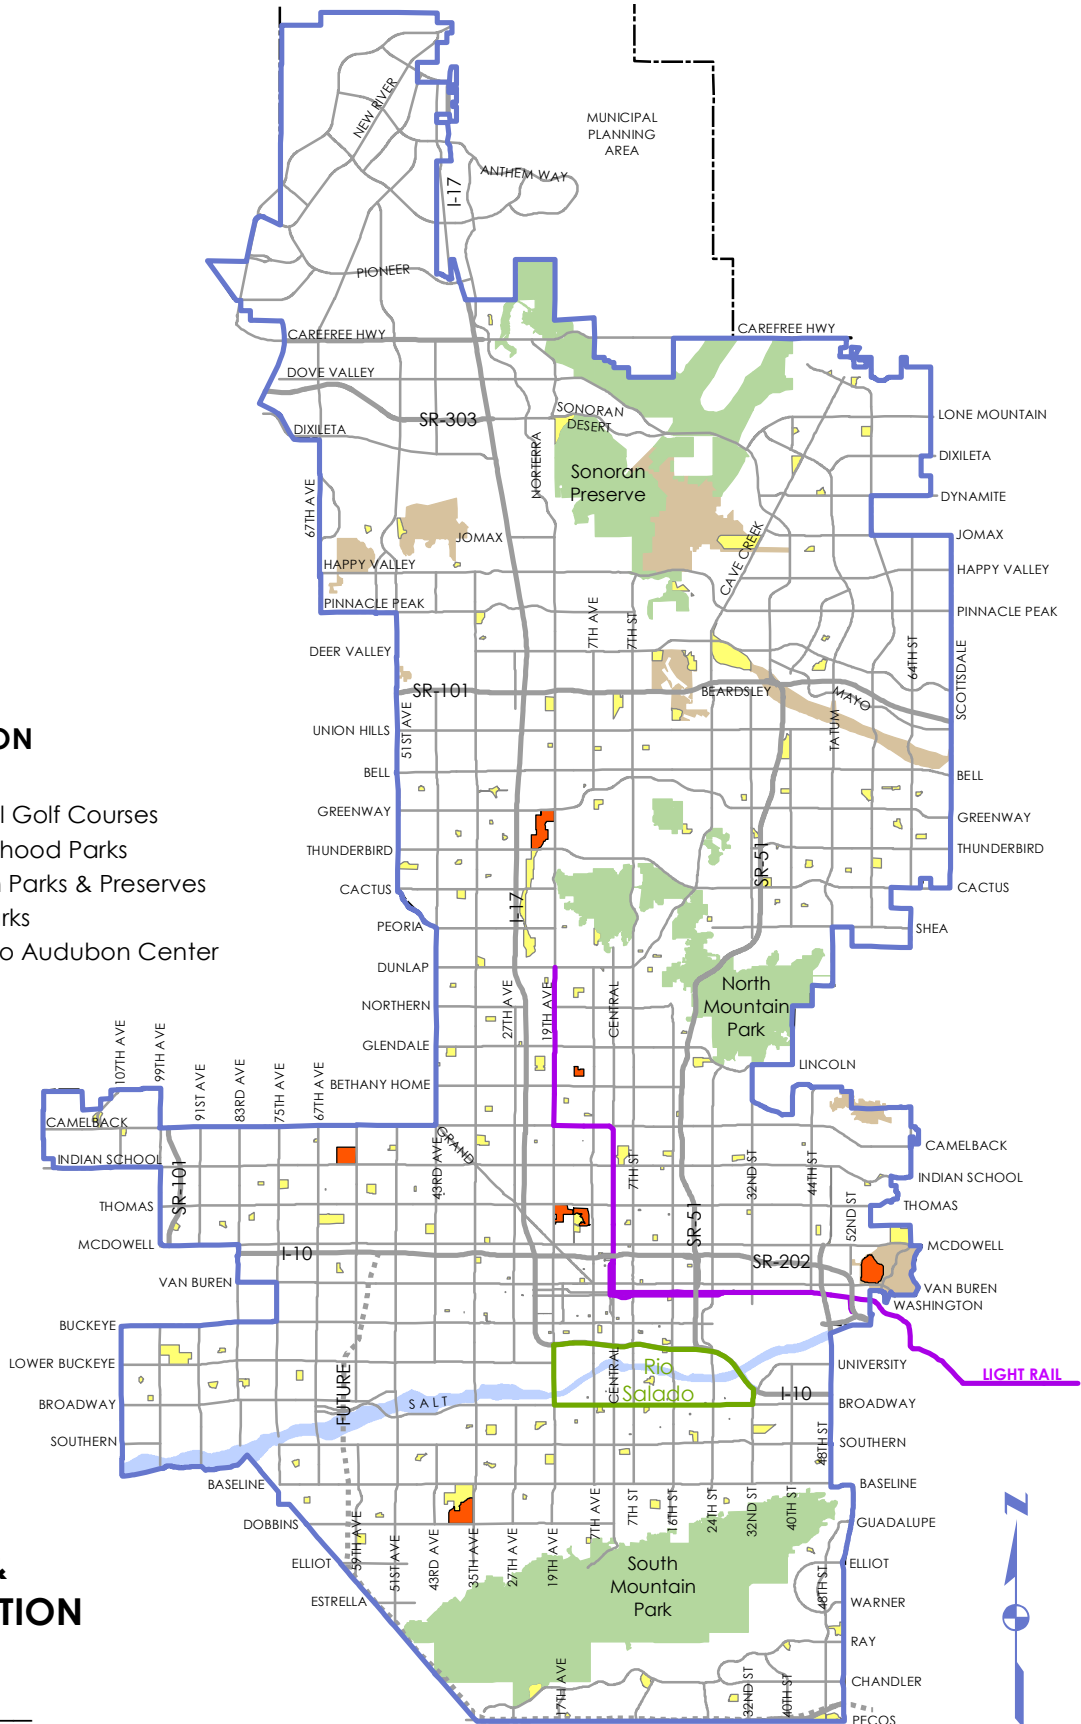 MUNICIPAL
PLANNING
AREA
NEW RIVER
ANTHEM WAY
I-17
PIONEER
CAREFREE HWY
CAREFREE HWY
DOVE VALLEY
SR-303
SONORAN
DESERT
LONE MOUNTAIN
DIXILETA
NORTERRA
DIXILETA
Sonoran
Preserve
DYNAMITE
67TH AVE
JOMAX
JOMAX
CAVE CREEK
HAPPY VALLEY
HAPPY VALLEY
PINNACLE PEAK
PINNACLE PEAK
7TH AVE
7TH ST
DEER VALLEY
64TH ST
SCOTTSDALE
SR-101
BEARDSLEY
MAYO
51ST AVE
TATUM
UNION HILLS
ON
BELL
BELL
l Golf Courses
GREENWAY
GREENWAY
hood Parks
THUNDERBIRD
THUNDERBIRD
SR-51
n Parks & Preserves
CACTUS
CACTUS
I-17
rks
PEORIA
SHEA
o Audubon Center
DUNLAP
North
Mountain
Park
NORTHERN
27TH AVE
19TH AVE
CENTRAL
GLENDALE
107TH AVE
99TH AVE
91ST AVE
83RD AVE
75TH AVE
67TH AVE
BETHANY HOME
LINCOLN
CAMELBACK
GRAND
CAMELBACK
INDIAN SCHOOL
SR-101
43RD AVE
7TH ST
32ND ST
44TH ST
INDIAN SCHOOL
THOMAS
SR-51
52ND ST
THOMAS
MCDOWELL
I-10
SR-202
MCDOWELL
VAN BUREN
VAN BUREN
WASHINGTON
BUCKEYE
LOWER BUCKEYE
UNIVERSITY
LIGHT RAIL
FUTURE
CENTRAL
Rio
Salado
I-10
BROADWAY
SALT
BROADWAY
SOUTHERN
48TH ST
SOUTHERN
BASELINE
BASELINE
7TH AVE
7TH ST
16TH ST
24TH ST
32ND ST
40TH ST
DOBBINS
GUADALUPE
59TH AVE
51ST AVE
43RD AVE
35TH AVE
27TH AVE
19TH AVE
ELLIOT
ELLIOT
South
Mountain
Park
48TH ST
ESTRELLA
WARNER
&
TION
RAY
17TH AVE
32ND ST
40TH ST
CHANDLER
PECOS
N